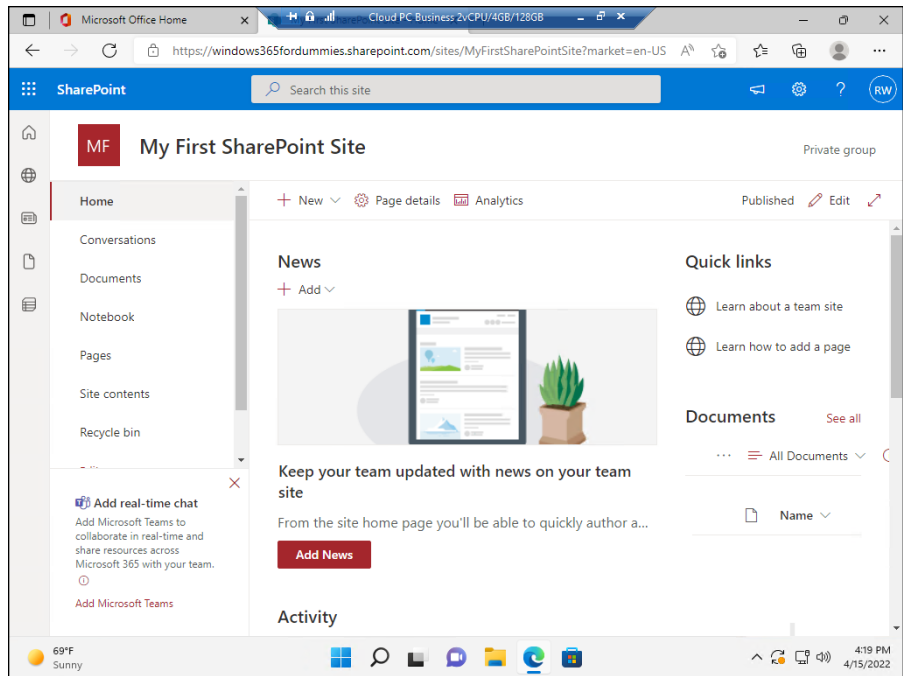 Microsoft Office Home
Cloud PC Business 2vCPU/4GB/128GB
https://windows365fordummies.sharepoint.com/sites/MyFirstSharePointSite?market=en-US
SharePoint
Search this site
RW
MF
My First SharePoint Site
Private group
Home
New
Page details
Analytics
Published
Edit
Conversations
Documents
Notebook
Pages
Site contents
Recycle bin
News
Add
Keep your team updated with news on your team
site
From the site home page you'll be able to quickly author a...
Add News
Activity
Quick links
Learn about a team site
Learn how to add a page
Documents
See all
All Documents
Name
Add real-time chat
Add Microsoft Teams to
collaborate in real-time and
share resources across
Microsoft 365 with your team.
Add Microsoft Teams
69°F
Sunny
4:19 PM
4/15/2022